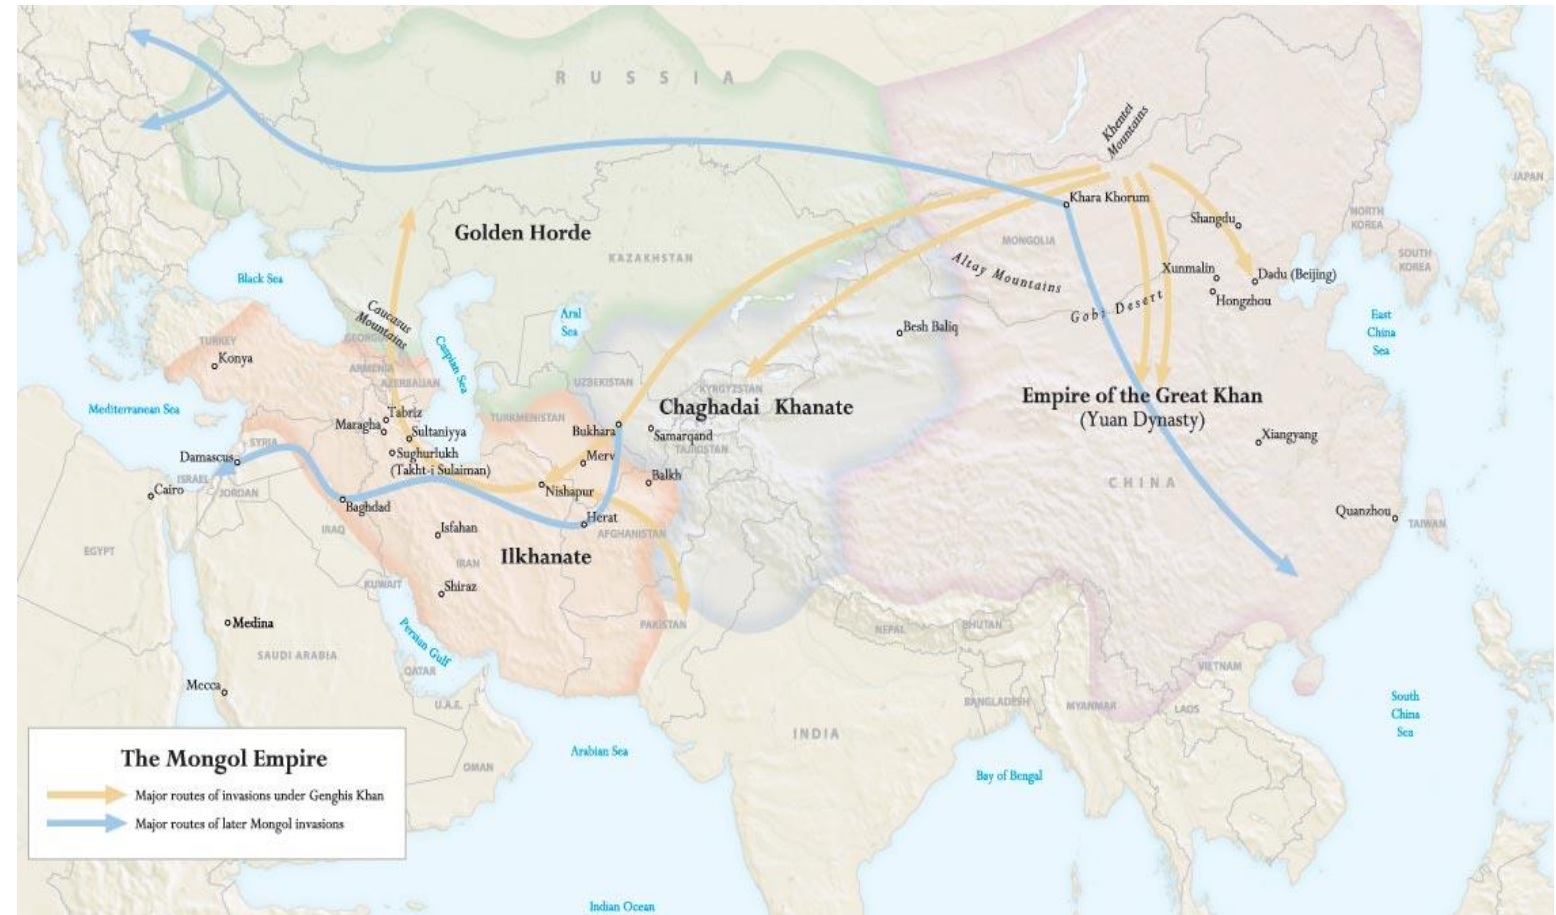 RUSSIA
Khentei
Mountains
Khara Khorum
JAPAN
NORTH
KOREA
Shangdu
Golden Horde
MONGOLIA
SOUTH
KOREA
KAZAKHSTAN
Altay Mountains
Xunmalin
Dadu (Beijing)
Black Sea
Hongzhou
Gobi Desert
Caucasus
Mountains
Aral
Sea
East
China
Sea
Besh Baliq
TURKEY
GEORGIA
Konya
Caspian Sea
ARMENIA
AZERBAIJAN
UZBEKISTAN
KYRGYZSTAN
Empire of the Great Khan
(Yuan Dynasty)
Mediterranean Sea
Chaghadai Khanate
Tabriz
TURKMENISTAN
Maragha
Sultaniyya
Bukhara
Samarqand
Xiangyang
SYRIA
TAJIKISTAN
Damascus
Sughurlukh
(Takht-i Sulaiman)
Merv
Balkh
ISRAEL
JORDAN
CHINA
Cairo
Nishapur
Baghdad
Quanzhou
Herat
TAIWAN
IRAQ
Isfahan
AFGHANISTAN
EGYPT
IRAN
Ilkhanate
KUWAIT
Shiraz
Medina
PAKISTAN
NEPAL
BHUTAN
Persian Gulf
SAUDI ARABIA
QATAR
VIETNAM
Mecca
U.A.E.
BANGLADESH
MYANMAR
LAOS
South
China
Sea
INDIA
Arabian Sea
OMAN
Bay of Bengal
The Mongol Empire
Major routes of invasions under Genghis Khan
Major routes of later Mongol invasions
Indian Ocean